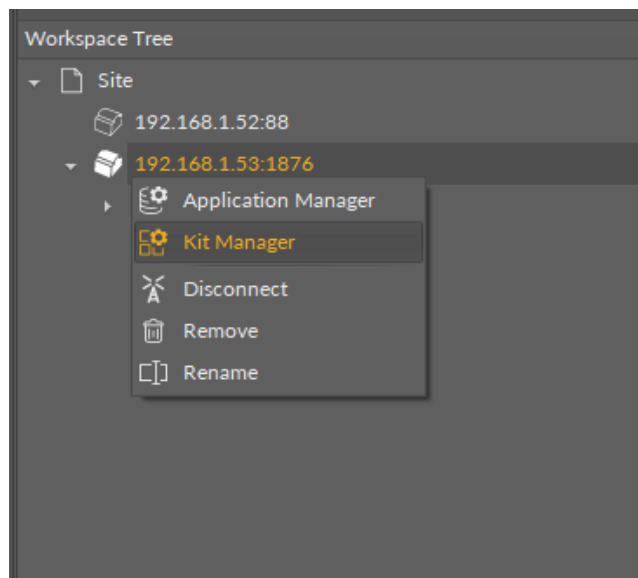 Workspace Tree
Site
192.168.1.52:88
192.168.1.53:1876
Application Manager
Kit Manager
Disconnect
Remove
Rename